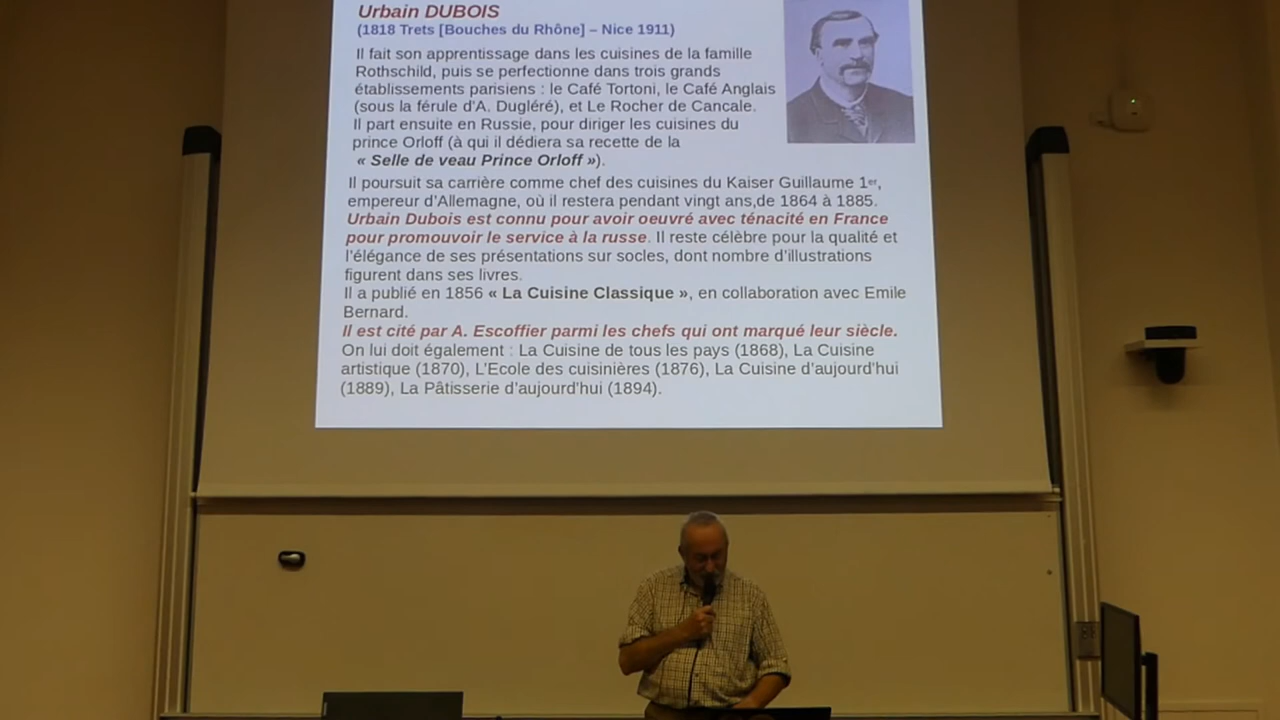 Urbain DUBOIS
(1818 Trets [Bouches du Rhône] – Nice 1911)
Il fait son apprentissage dans les cuisines de la famille
Rothschild, puis se perfectionne dans trois grands
établissements parisiens : le Café Tortoni, le Café Anglais
(sous la férule d'A. Dugléré), et Le Rocher de Cancale.
Il part ensuite en Russie, pour diriger les cuisines du
prince Orloff (à qui il dédiera sa recette de la
« Selle de veau Prince Orloff »).
Il poursuit sa carrière comme chef des cuisines du Kaiser Guillaume 1er,
empereur d'Allemagne, où il restera pendant vingt ans,de 1864 à 1885.
Urbain Dubois est connu pour avoir oeuvré avec ténacité en France
pour promouvoir le service à la russe. Il reste célèbre pour la qualité et
l'élégance de ses présentations sur socles, dont nombre d'illustrations
figurent dans ses livres.
Il a publié en 1856 « La Cuisine Classique », en collaboration avec Emile
Bernard.
Il est cité par A. Escoffier parmi les chefs qui ont marqué leur siècle.
On lui doit également : La Cuisine de tous les pays (1868), La Cuisine
artistique (1870), L'Ecole des cuisinières (1876), La Cuisine d'aujourd'hui
(1889), La Pâtisserie d'aujourd'hui (1894).